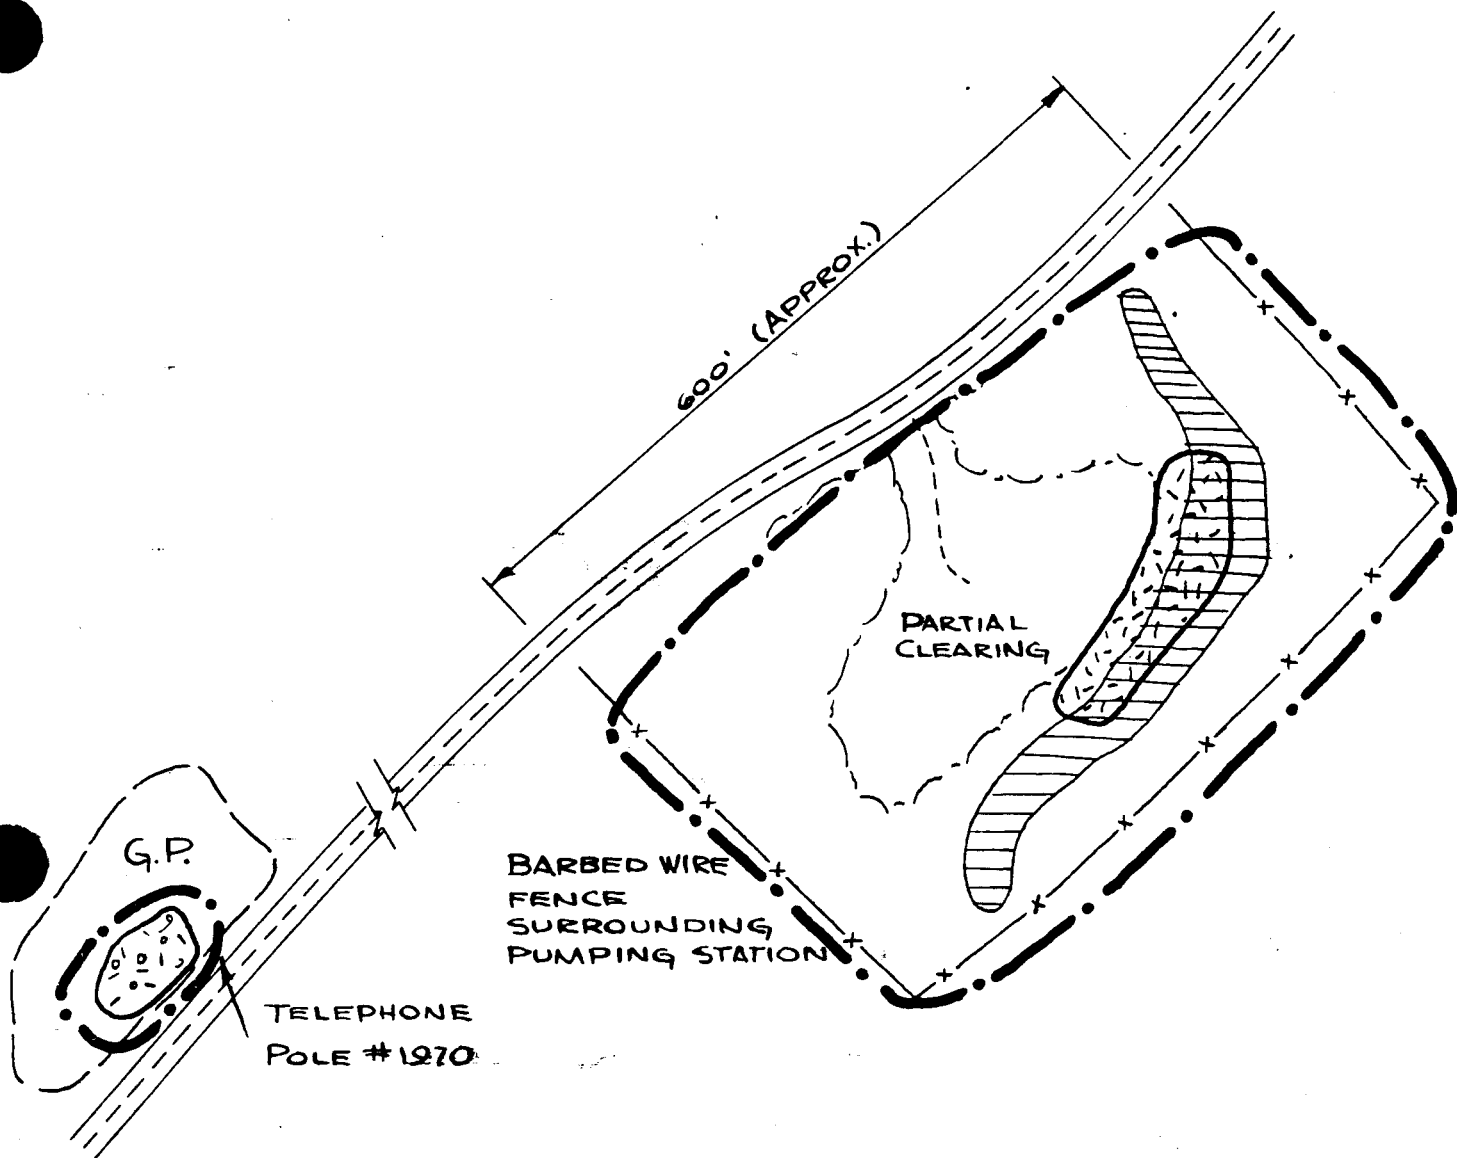 600' (APPROX.)
PARTIAL
CLEARING
G.P.
BARBED WIRE
FENCE
SURROUNDING
PUMPING STATION
TELEPHONE
POLE #1270